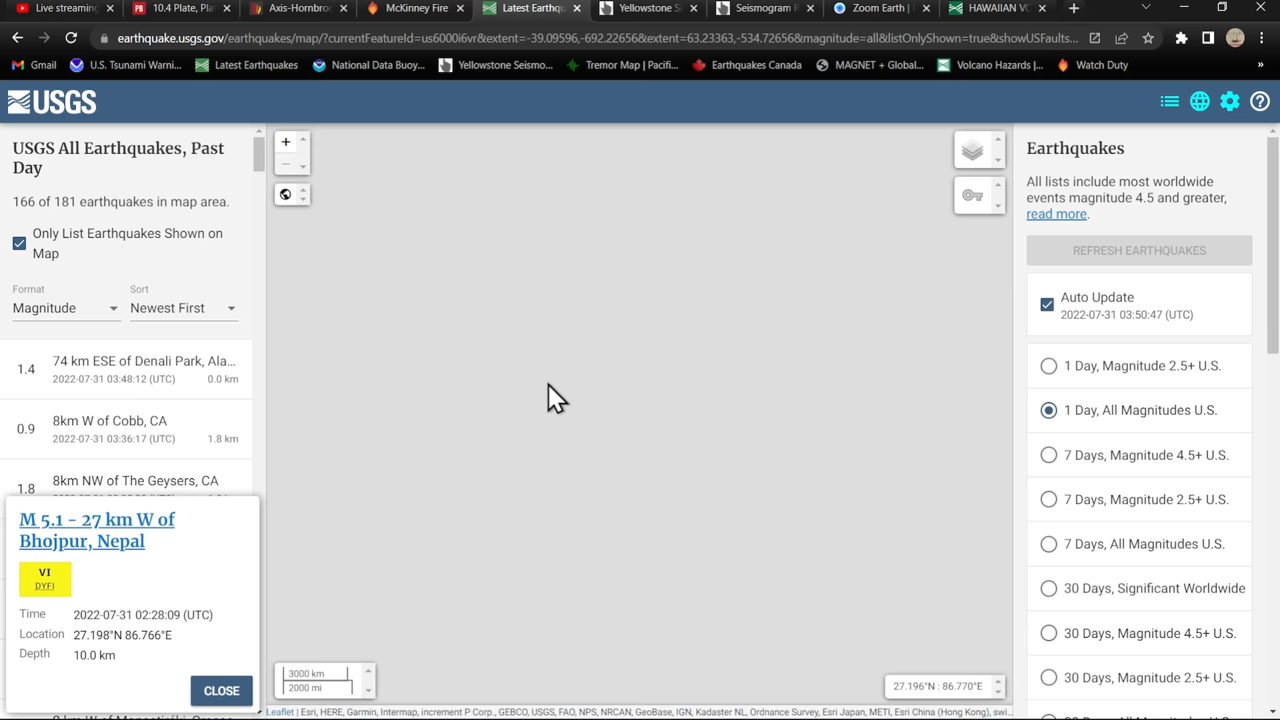 Live streaming
10.4 Plate, Plat
Axis-Hornbro
McKinney Fire
Latest Earthqu
Yellowstone S
Seismogram R
Zoom Earth | L
HAWAIIAN VO
earthquake.usgs.gov/earthquakes/map/?currentFeatureId=us6000i6vr&extent=-39.09596,-692.22656&extent=63.23363,-534.72656&magnitude=all&listOnlyShown=true&showUSFaults...
Gmail
U.S. Tsunami Warni...
Latest Earthquakes
National Data Buoy...
Yellowstone Seismo...
Tremor Map | Pacifi...
Earthquakes Canada
MAGNET + Global...
Volcano Hazards |...
Watch Duty
»
USGS
USGS All Earthquakes, Past
Day
166 of 181 earthquakes in map area.
Only List Earthquakes Shown on
Map
Format
Sort
Magnitude
Newest First
1.4
74 km ESE of Denali Park, Ala...
2022-07-31 03:48:12 (UTC)
0.0 km
0.9
8km W of Cobb, CA
2022-07-31 03:36:17 (UTC)
1.8 km
1.8
8km NW of The Geysers, CA
M 5.1 - 27 km W of
Bhojpur, Nepal
VI
DYFI
Time 2022-07-31 02:28:09 (UTC)
Location 27.198°N 86.766°E
Depth 10.0 km
CLOSE
+
−
3000 km
2000 mi
27.196°N : 86.770°E
Leaflet | Esri, HERE, Garmin, Intermap, increment P Corp., GEBCO, USGS, FAO, NPS, NRCAN, GeoBase, IGN, Kadaster NL, Ordnance Survey, Esri Japan, METI, Esri China (Hong Kong), swi...
Earthquakes
All lists include most worldwide
events magnitude 4.5 and greater,
read more.
REFRESH EARTHQUAKES
Auto Update
2022-07-31 03:50:47 (UTC)
1 Day, Magnitude 2.5+ U.S.
1 Day, All Magnitudes U.S.
7 Days, Magnitude 4.5+ U.S.
7 Days, Magnitude 2.5+ U.S.
7 Days, All Magnitudes U.S.
30 Days, Significant Worldwide
30 Days, Magnitude 4.5+ U.S.
30 Days, Magnitude 2.5+ U.S.